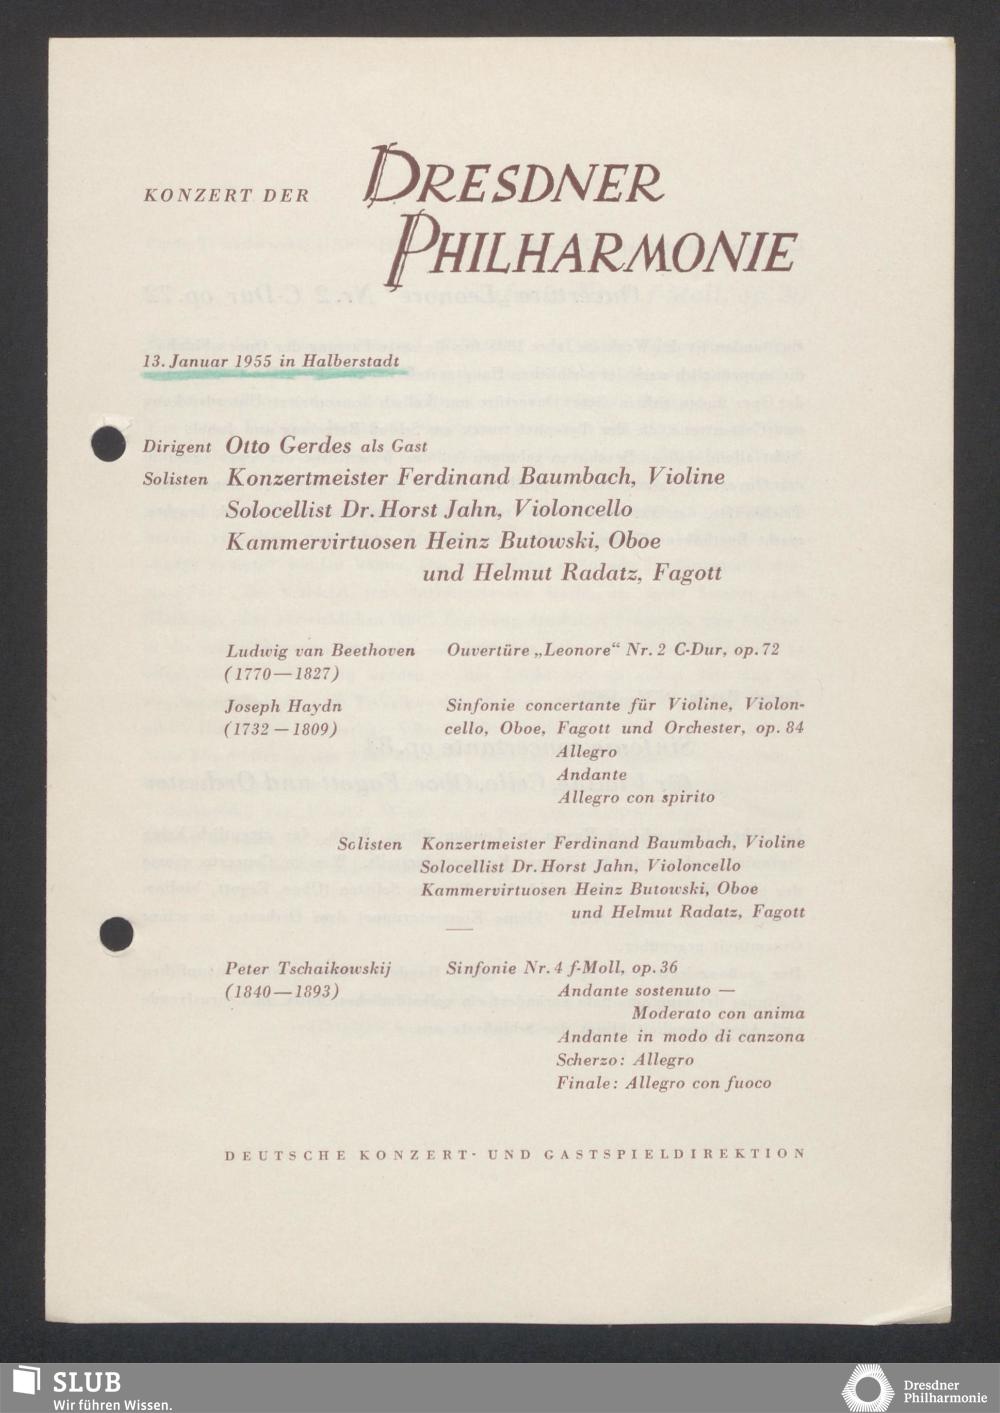 KONZERT DER DRESDNER
PHILHARMONIE
13. Januar 1955 in Halberstadt
Dirigent Otto Gerdes als Gast
Solisten Konzertmeister Ferdinand Baumbach, Violine
Solocellist Dr. Horst Jahn, Violoncello
Kammervirtuosen Heinz Butowski, Oboe
und Helmut Radatz, Fagott
Ludwig van Beethoven Ouvertüre „Leonore“ Nr. 2 C-Dur, op. 72
(1770—1827)
Joseph Haydn Sinfonie concertante für Violine, Violon-
(1732—1809) cello, Oboe, Fagott und Orchester, op. 84
Allegro
Andante
Allegro con spirito
Solisten Konzertmeister Ferdinand Baumbach, Violine
Solocellist Dr. Horst Jahn, Violoncello
Kammervirtuosen Heinz Butowski, Oboe
und Helmut Radatz, Fagott
Peter Tschaikowskij Sinfonie Nr. 4 f-Moll, op. 36
(1840—1893) Andante sostenuto —
Moderato con anima
Andante in modo di canzona
Scherzo: Allegro
Finale: Allegro con fuoco
DEUTSCHE KONZERT- UND GASTSPIELDIREKTION
SLUB
Wir führen Wissen.
Dresdner
Philharmonie